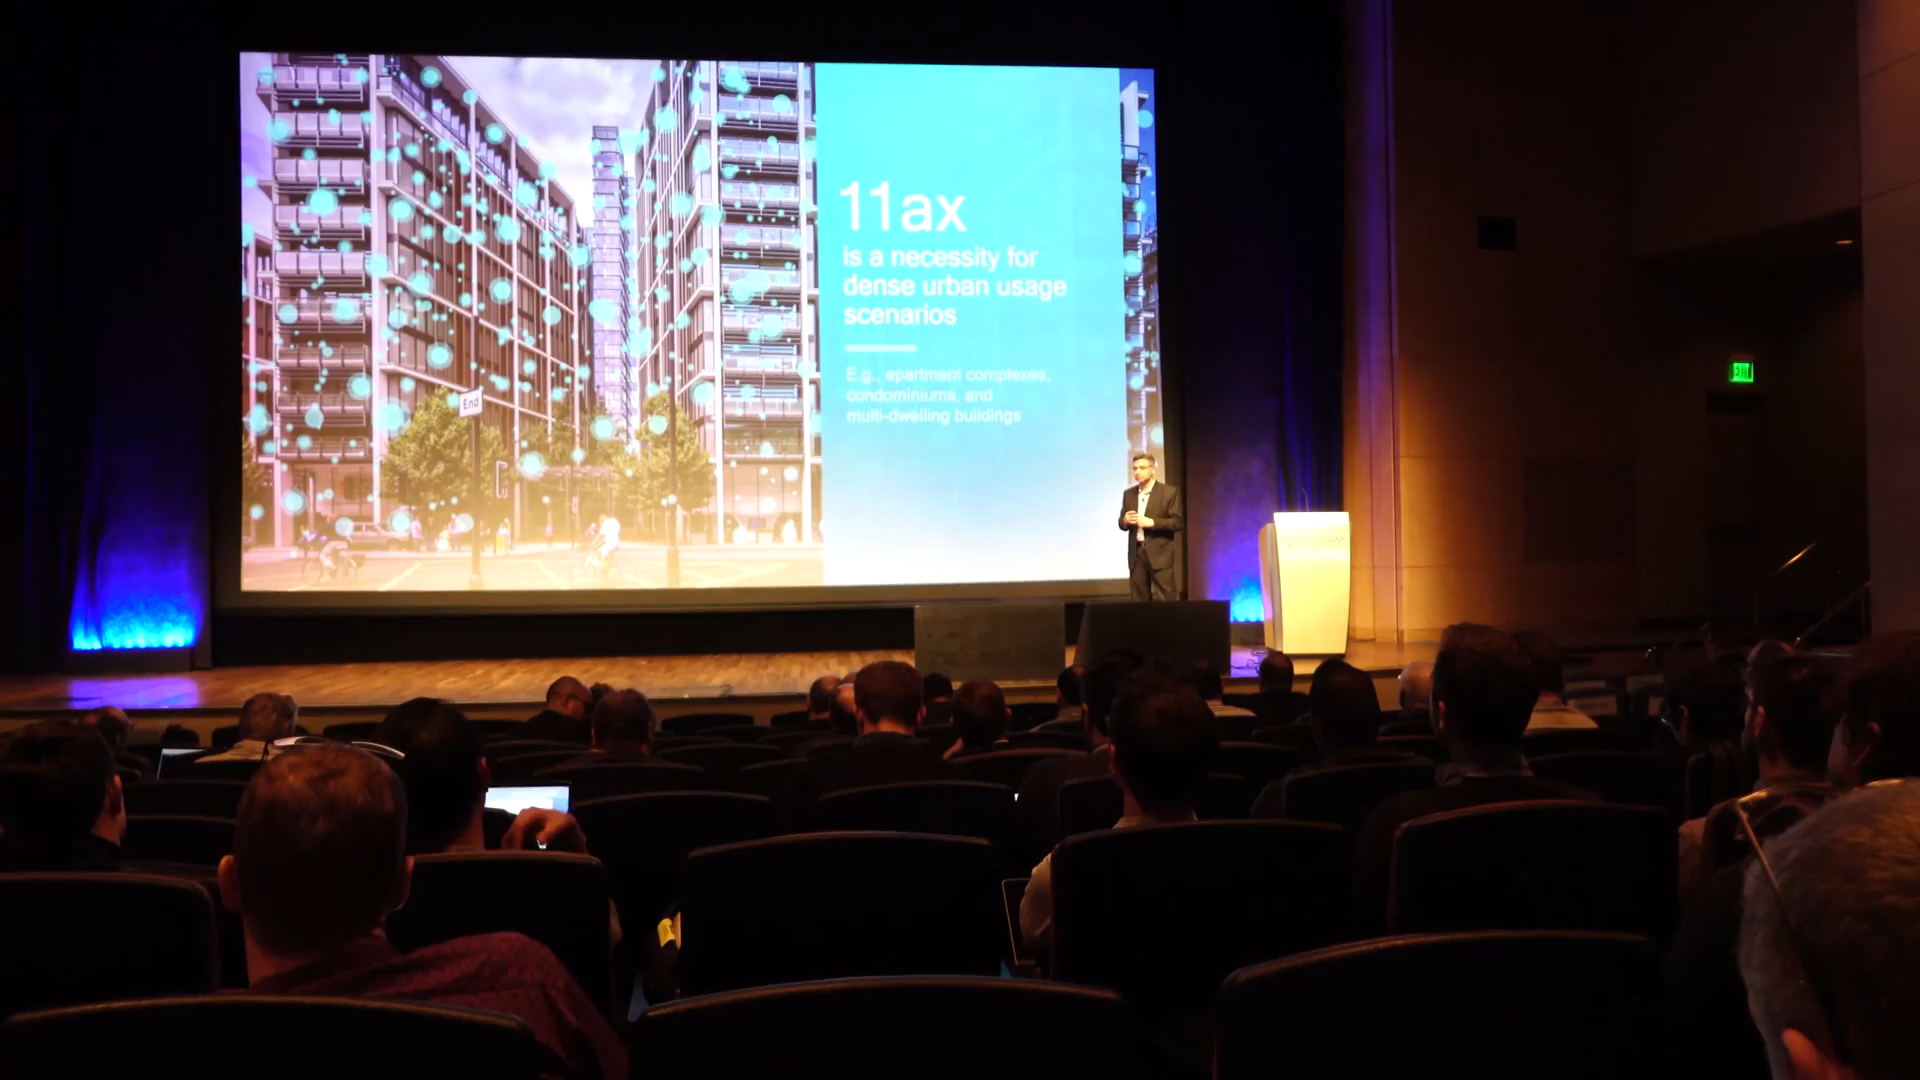 11ax
is a necessity for
dense urban usage
scenarios
E.g., apartment complexes,
condominiums, and
multi-dwelling buildings
End
EXIT